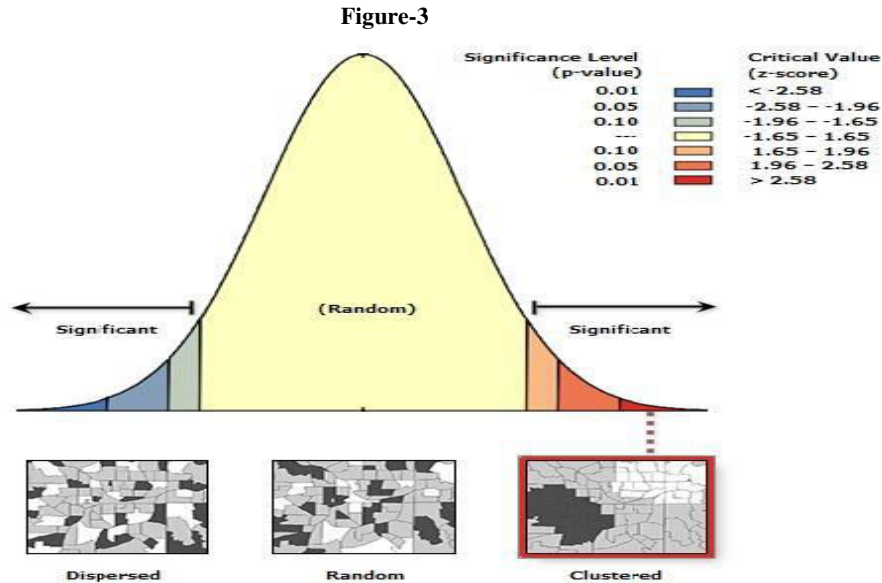 Figure-3
Significance Level Critical Value
(p-value) (z-score)
0.01 < -2.58
0.05 -2.58 – -1.96
0.10 -1.96 – -1.65
--- -1.65 – 1.65
0.10 1.65 – 1.96
0.05 1.96 – 2.58
0.01 > 2.58
(Random)
Significant Significant
Dispersed Random Clustered